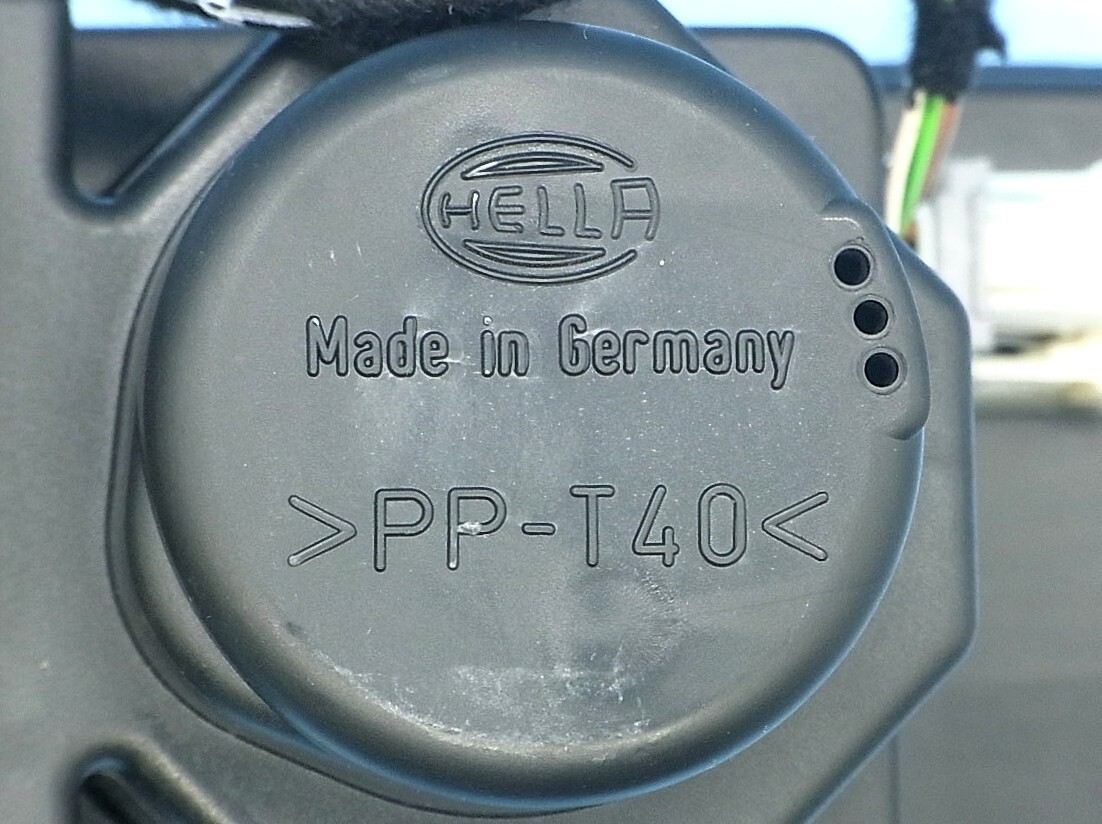 HELLA
Made in Germany
>PP-T40<